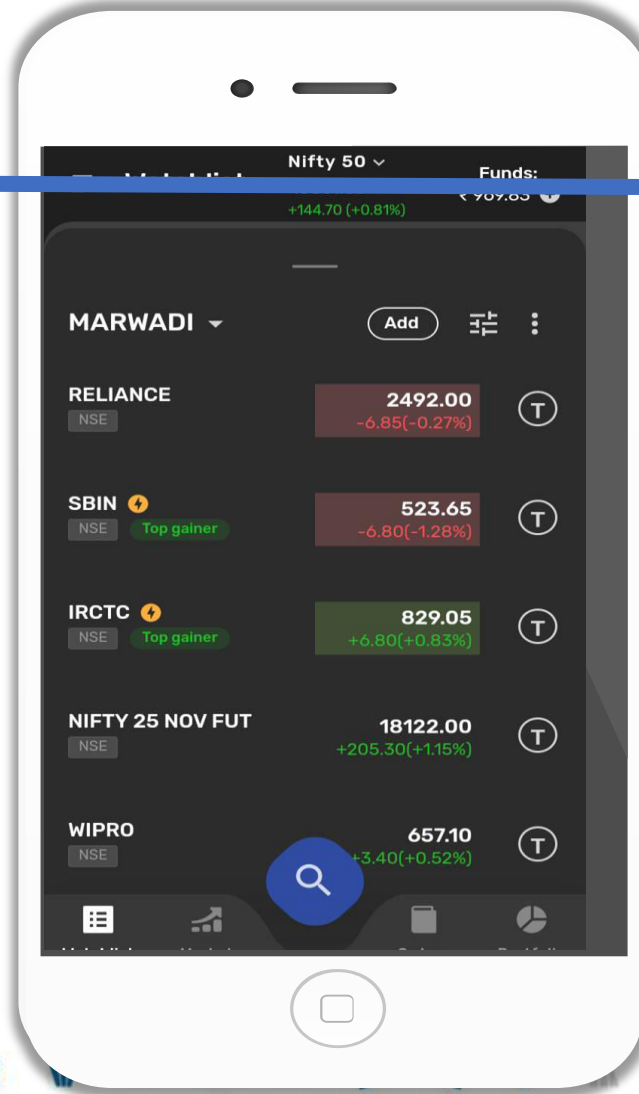 Nifty 50
Funds:
+144.70 (+0.81%)
₹ 969.83
MARWADI
Add
RELIANCE
2492.00
T
NSE
-6.85(-0.27%)
SBIN
523.65
T
NSE
Top gainer
-6.80(-1.28%)
IRCTC
829.05
T
NSE
Top gainer
+6.80(+0.83%)
NIFTY 25 NOV FUT
18122.00
T
NSE
+205.30(+1.15%)
WIPRO
657.10
T
NSE
+3.40(+0.52%)